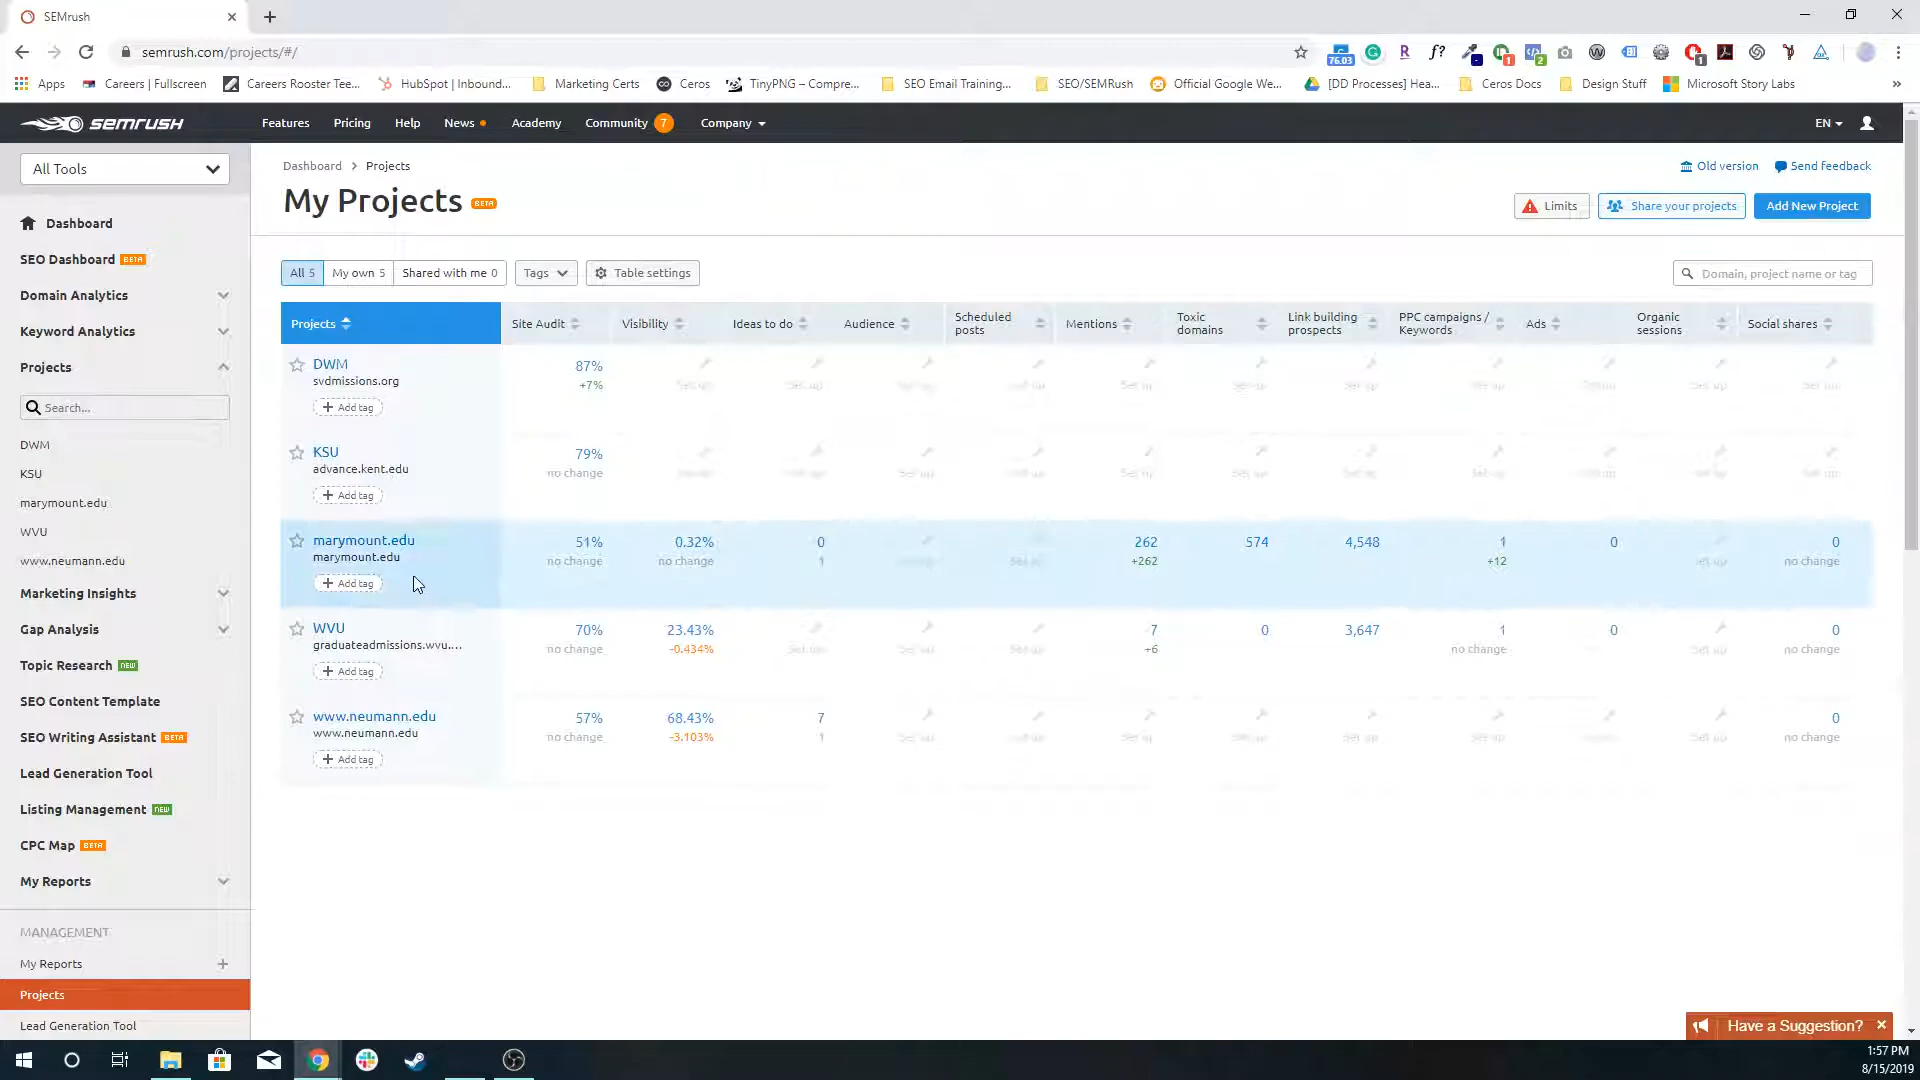 SEMrush
semrush.com/projects/#/
76.03
1
2
1
Apps
Careers | Fullscreen
Careers Rooster Tee...
HubSpot | Inbound...
Marketing Certs
Ceros
TinyPNG – Compre...
SEO Email Training...
SEO/SEMRush
Official Google We...
[DD Processes] Hea...
Ceros Docs
Design Stuff
Microsoft Story Labs
»
SEMRUSH
Features
Pricing
Help
News
Academy
Community 7
Company
EN
All Tools
Dashboard
SEO Dashboard BETA
Domain Analytics
Keyword Analytics
Projects
Search...
DWM
KSU
marymount.edu
WVU
www.neumann.edu
Marketing Insights
Gap Analysis
Topic Research NEW
SEO Content Template
SEO Writing Assistant BETA
Lead Generation Tool
Listing Management NEW
CPC Map BETA
My Reports
MANAGEMENT
My Reports +
Projects
Lead Generation Tool
Dashboard > Projects
Old version
Send feedback
My Projects BETA
Limits
Share your projects
Add New Project
All 5
My own 5
Shared with me 0
Tags
Table settings
Domain, project name or tag
Projects
Site Audit
Visibility
Ideas to do
Audience
Scheduled
posts
Mentions
Toxic
domains
Link building
prospects
PPC campaigns /
Keywords
Ads
Organic
sessions
Social shares
DWM
svdmissions.org
+ Add tag
87%
+7%
KSU
advance.kent.edu
+ Add tag
79%
no change
marymount.edu
marymount.edu
+ Add tag
51%
no change
0.32%
no change
0
1
262
+262
574
4,548
1
+12
0
0
no change
WVU
graduateadmissions.wvu....
+ Add tag
70%
no change
23.43%
-0.434%
7
+6
0
3,647
1
no change
0
0
no change
www.neumann.edu
www.neumann.edu
+ Add tag
57%
no change
68.43%
-3.103%
7
1
0
no change
Have a Suggestion?
1:57 PM
8/15/2019